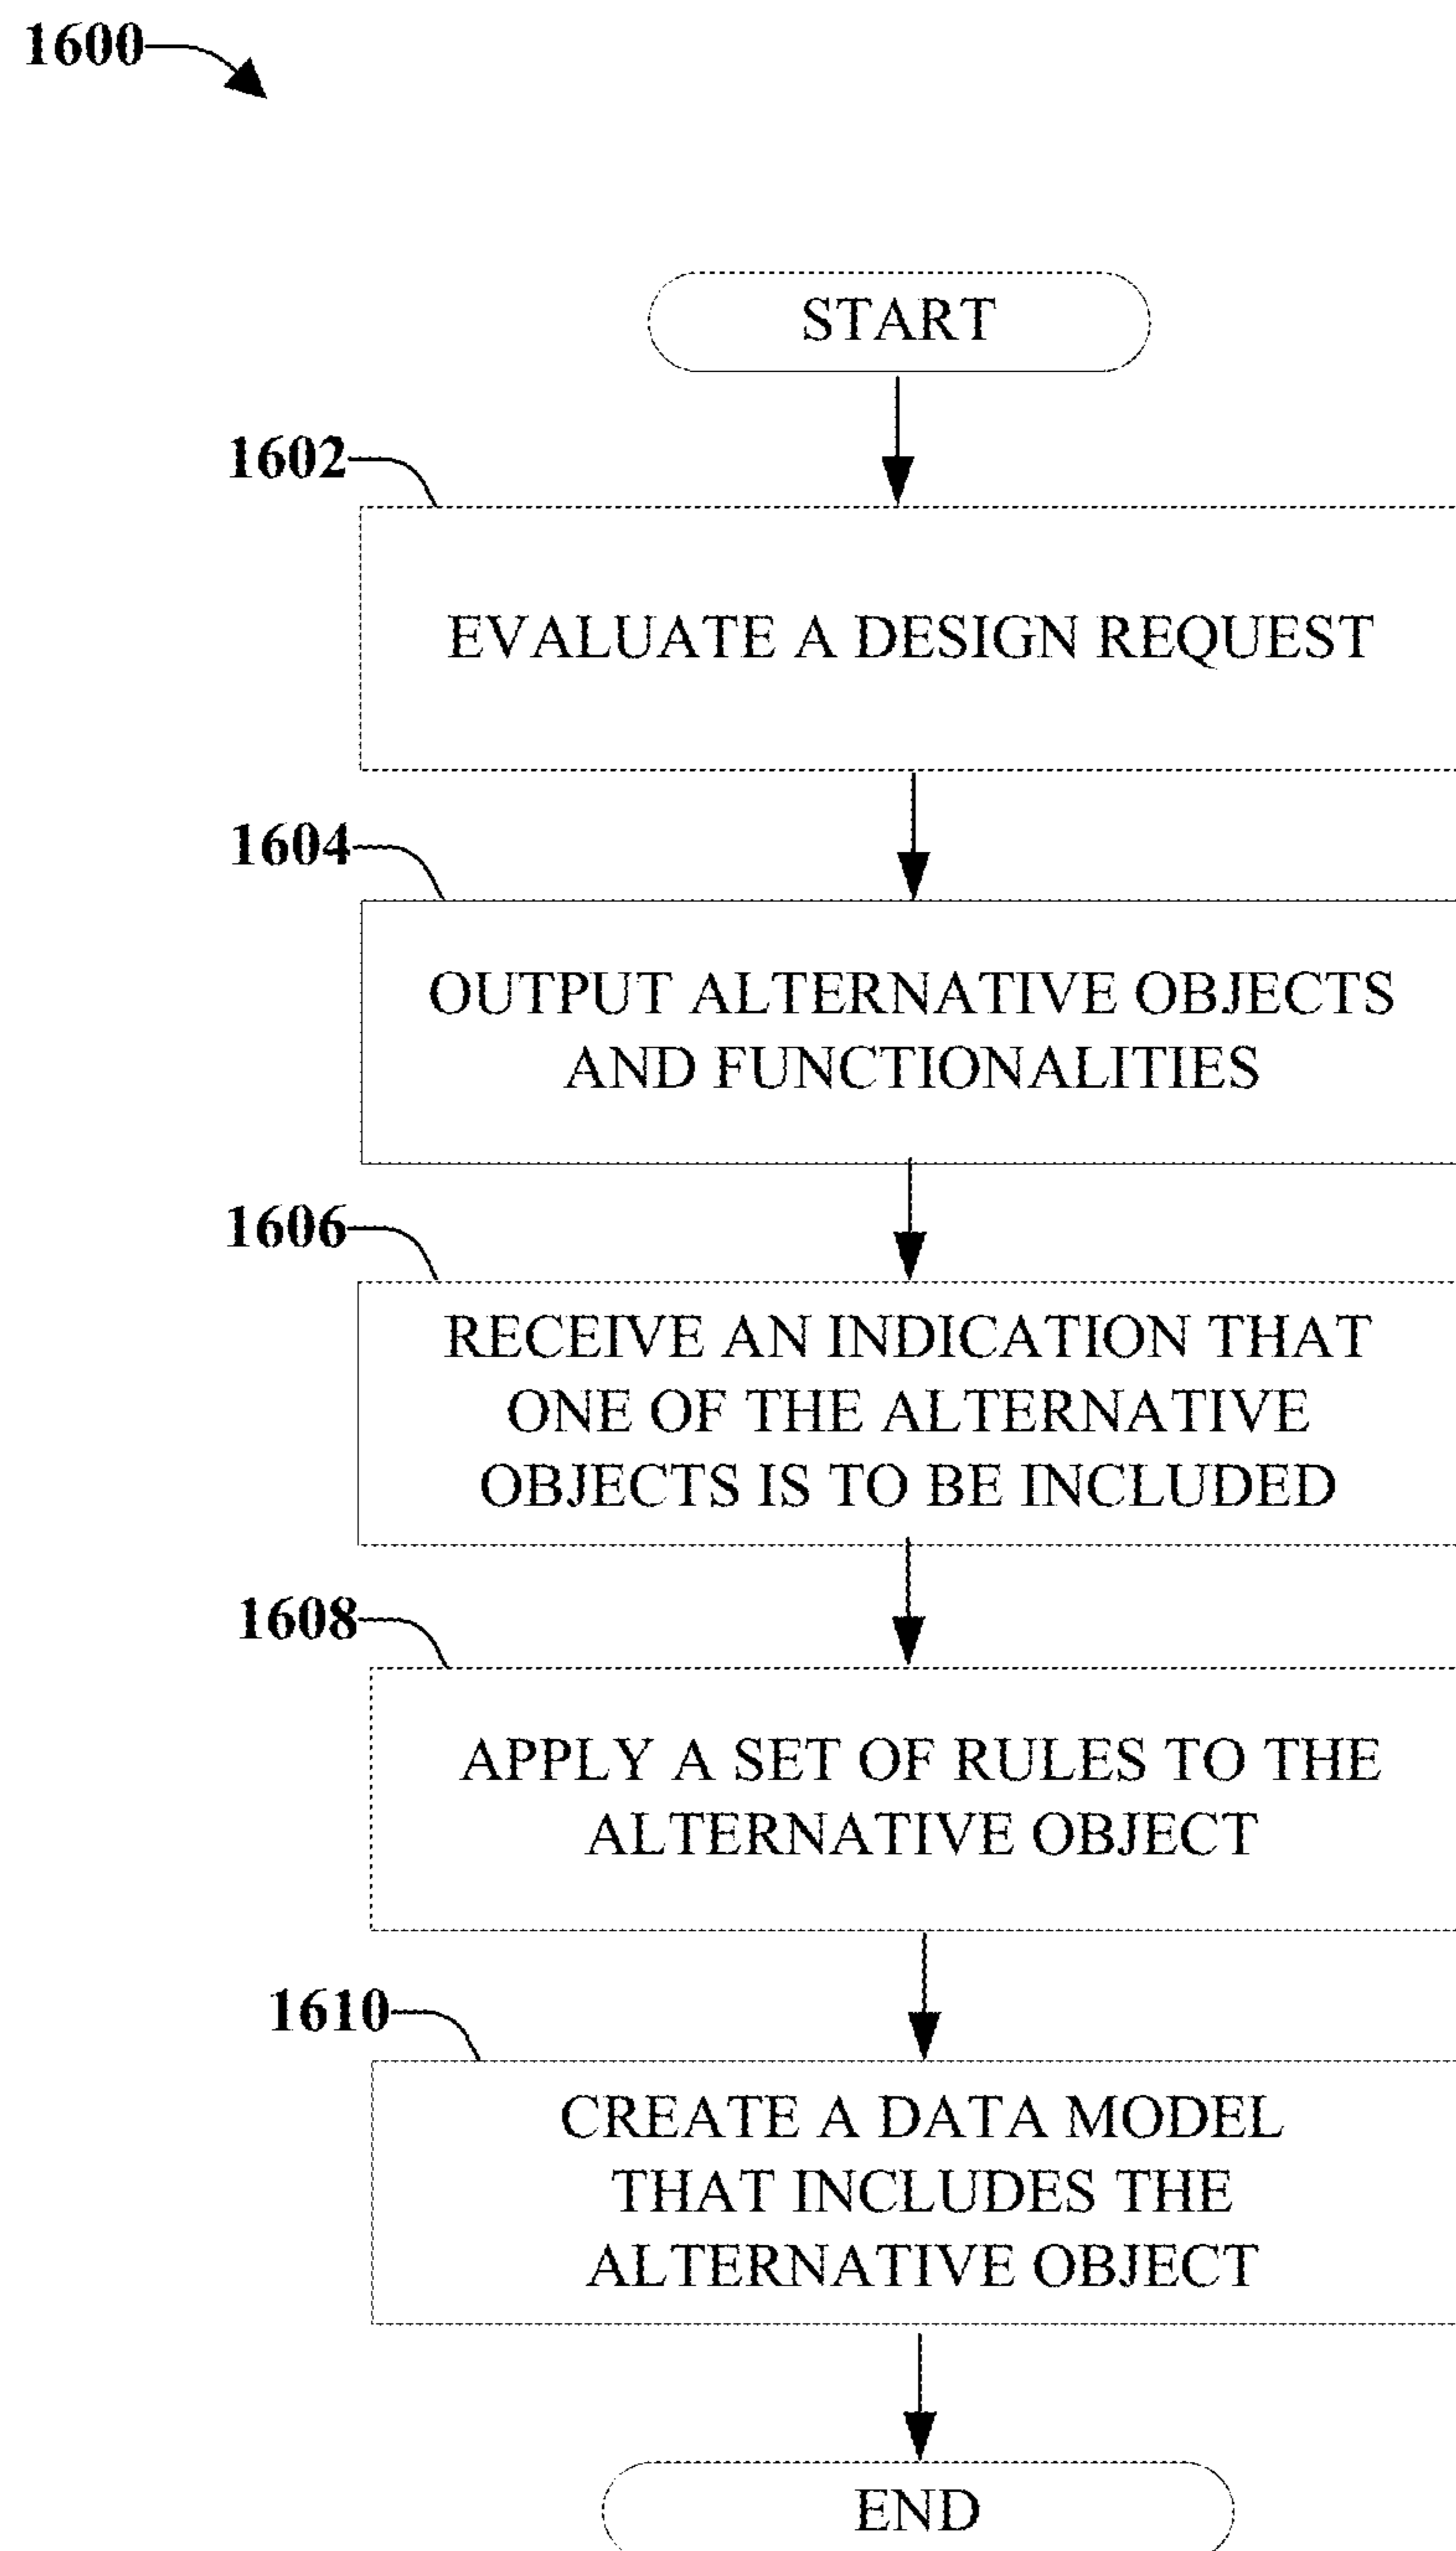 1600
START
1602
EVALUATE A DESIGN REQUEST
1604
OUTPUT ALTERNATIVE OBJECTS
AND FUNCTIONALITIES
1606
RECEIVE AN INDICATION THAT
ONE OF THE ALTERNATIVE
OBJECTS IS TO BE INCLUDED
1608
APPLY A SET OF RULES TO THE
ALTERNATIVE OBJECT
1610
CREATE A DATA MODEL
THAT INCLUDES THE
ALTERNATIVE OBJECT
END